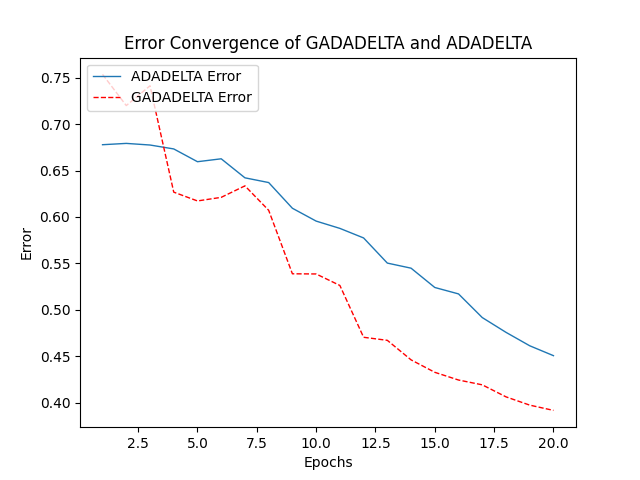 Error Convergence of GADADELTA and ADADELTA
ADADELTA Error
GADADELTA Error
0.75
0.70
0.65
0.60
0.55
0.50
0.45
0.40
Error
2.5 5.0 7.5 10.0 12.5 15.0 17.5 20.0
Epochs